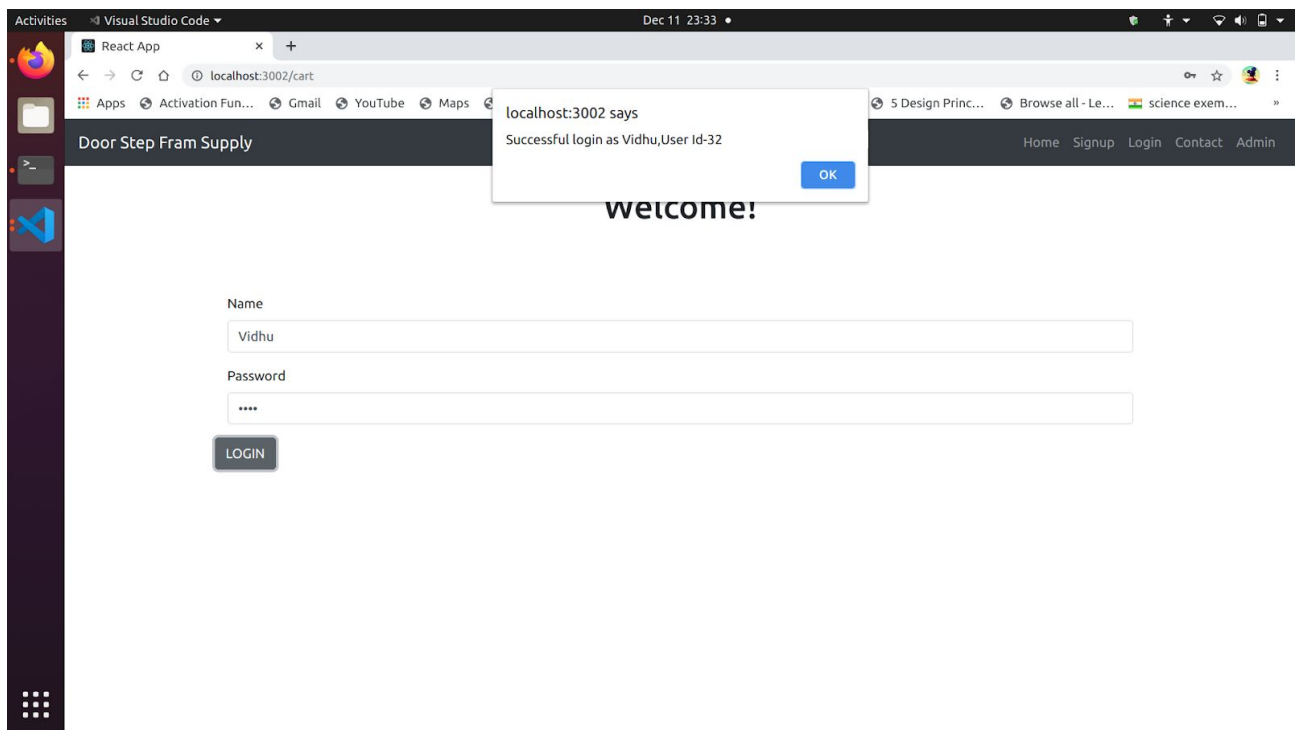 Activities Visual Studio Code Dec 11 23:33
React App
localhost:3002/cart
Apps Activation Fun... Gmail YouTube Maps 5 Design Princ... Browse all - Le... science exem... »
localhost:3002 says
Successful login as Vidhu,User Id-32
OK
Door Step Fram Supply Home Signup Login Contact Admin
Welcome!
Name
Vidhu
Password
••••
LOGIN